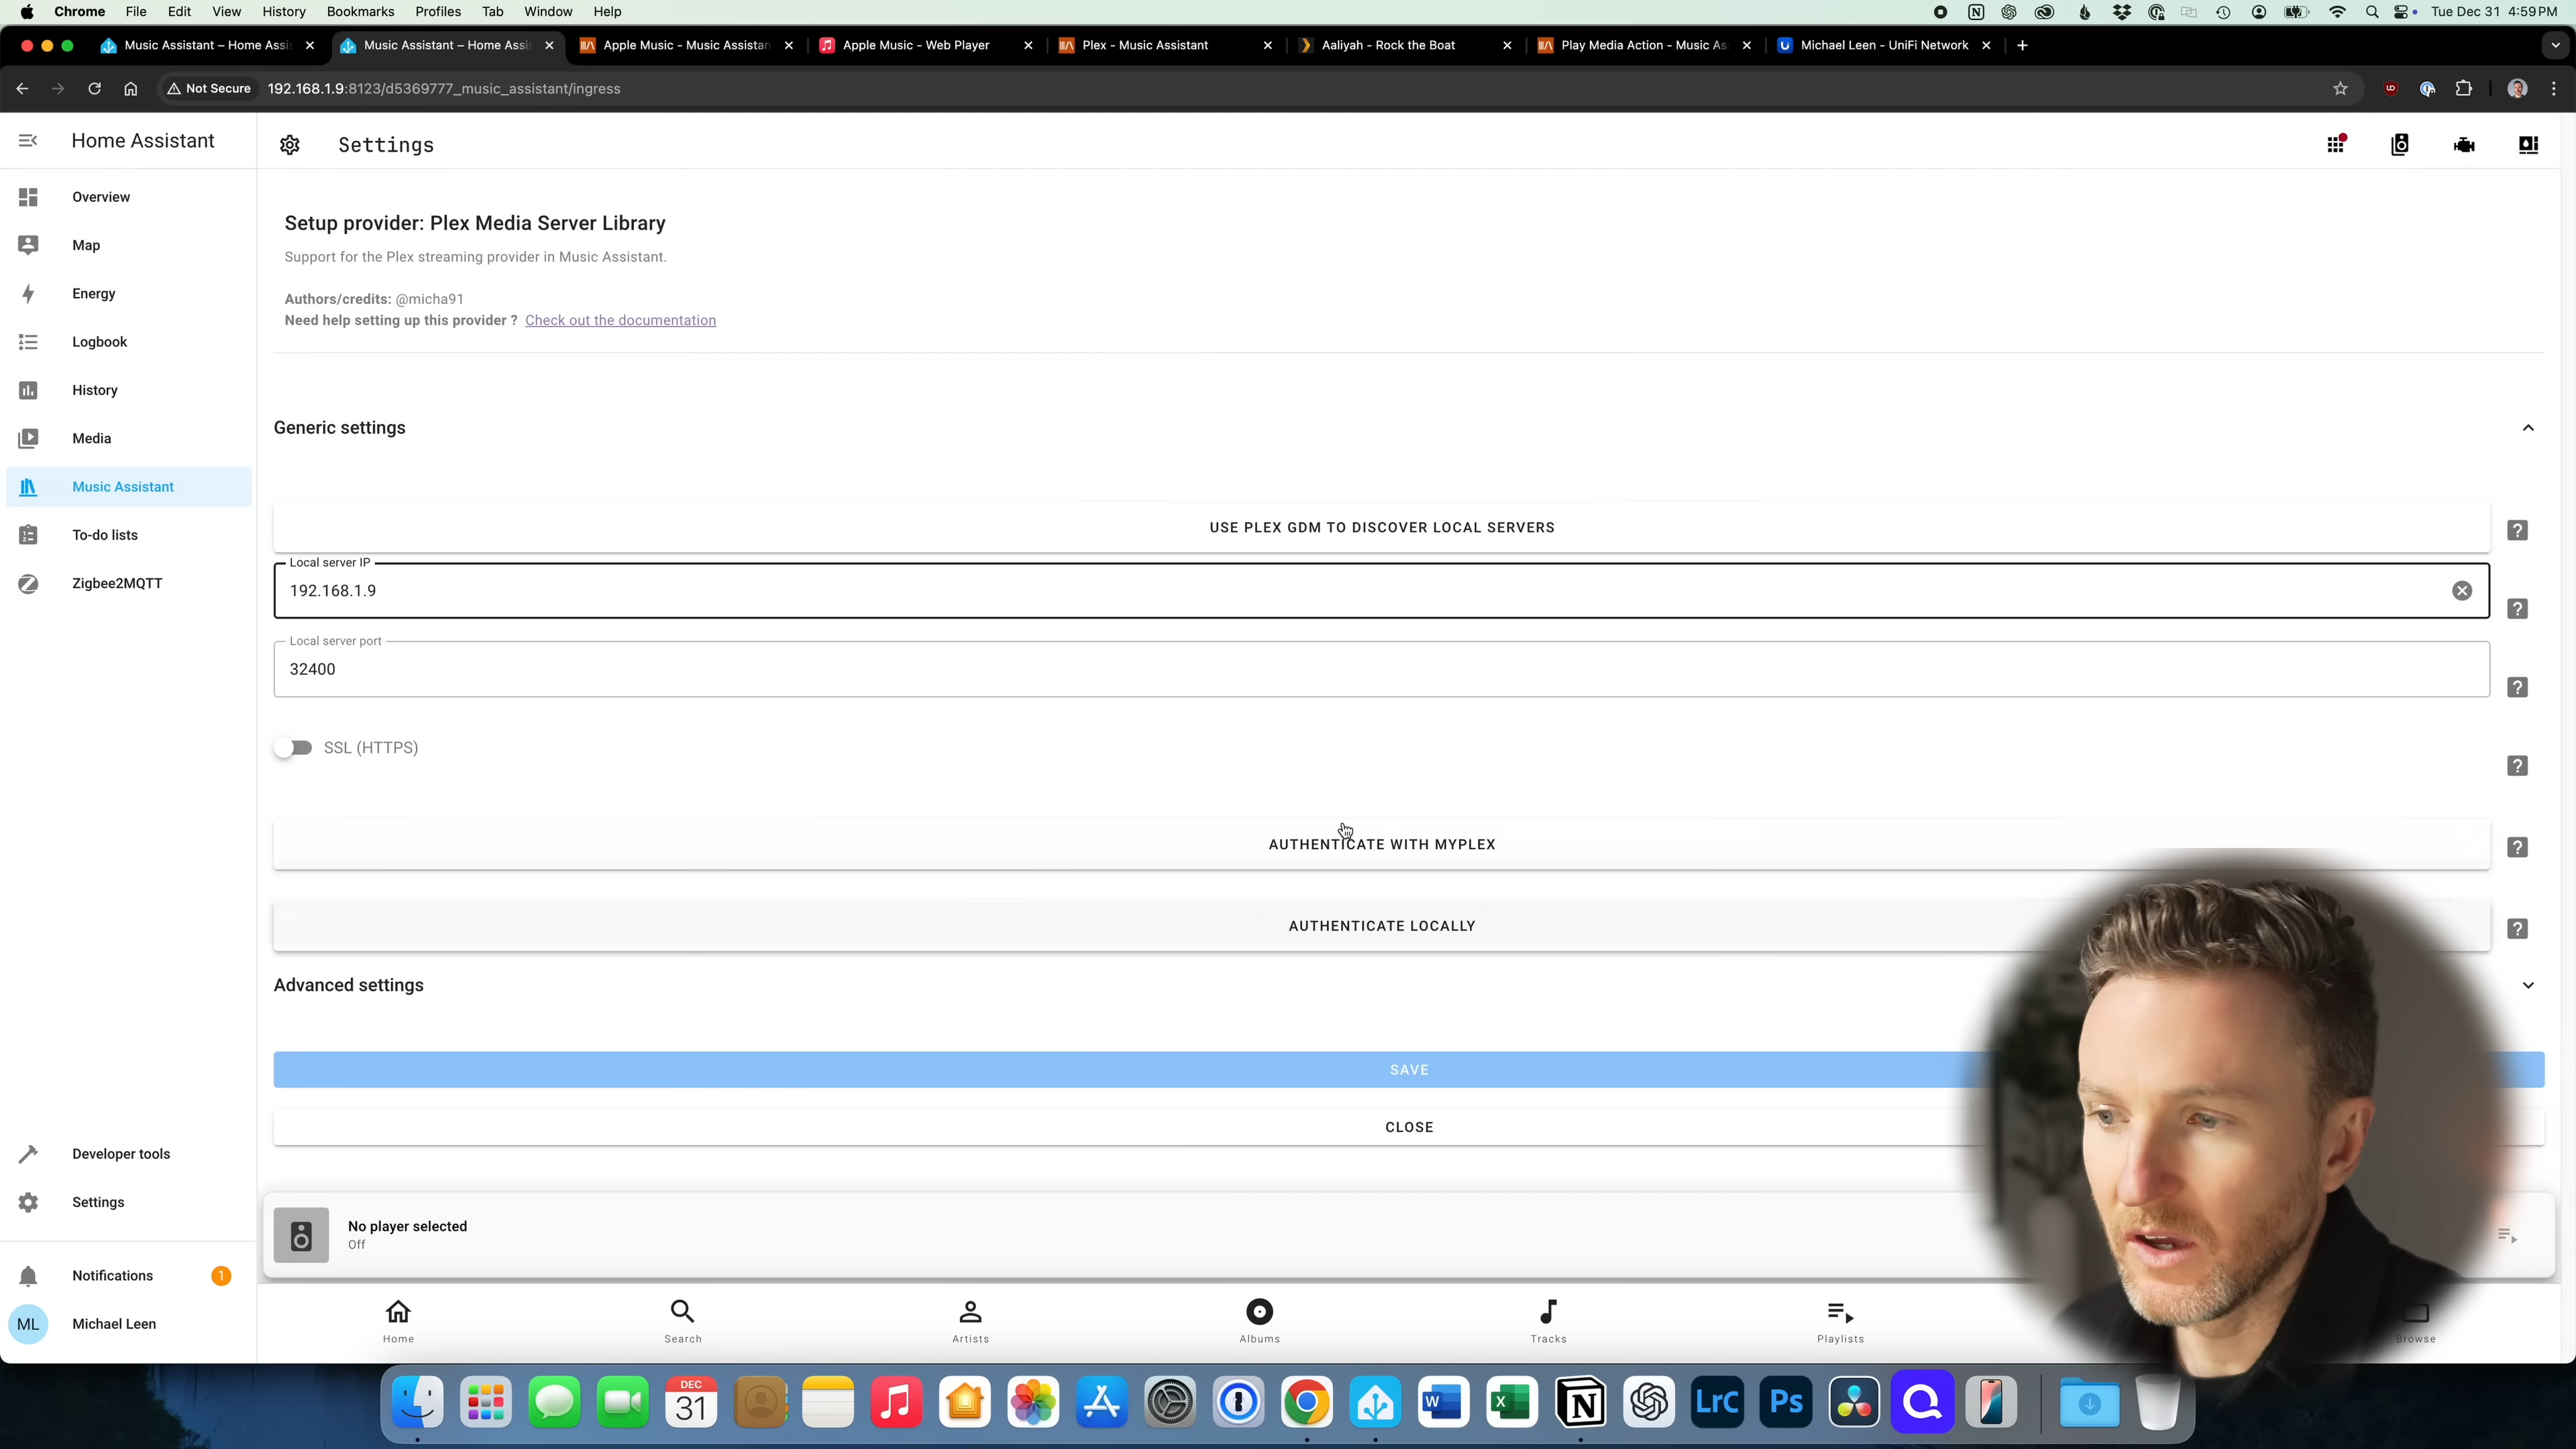 Chrome File Edit View History Bookmarks Profiles Tab Window Help Tue Dec 31 4:59 PM
Music Assistant – Home Assi Music Assistant – Home Assi Apple Music - Music Assistan Apple Music - Web Player Plex - Music Assistant Aaliyah - Rock the Boat Play Media Action - Music As Michael Leen - UniFi Network
Not Secure 192.168.1.9:8123/d5369777_music_assistant/ingress
Home Assistant
Settings
Overview
Map
Energy
Logbook
History
Media
Music Assistant
To-do lists
Zigbee2MQTT
Developer tools
Settings
Notifications 1
ML Michael Leen
Setup provider: Plex Media Server Library
Support for the Plex streaming provider in Music Assistant.
Authors/credits: @micha91
Need help setting up this provider ? Check out the documentation
Generic settings
USE PLEX GDM TO DISCOVER LOCAL SERVERS
Local server IP
192.168.1.9
Local server port
32400
SSL (HTTPS)
AUTHENTICATE WITH MYPLEX
AUTHENTICATE LOCALLY
Advanced settings
SAVE
CLOSE
No player selected
Off
Home Search Artists Albums Tracks Playlists Browse
DEC
31
W X N LrC Ps